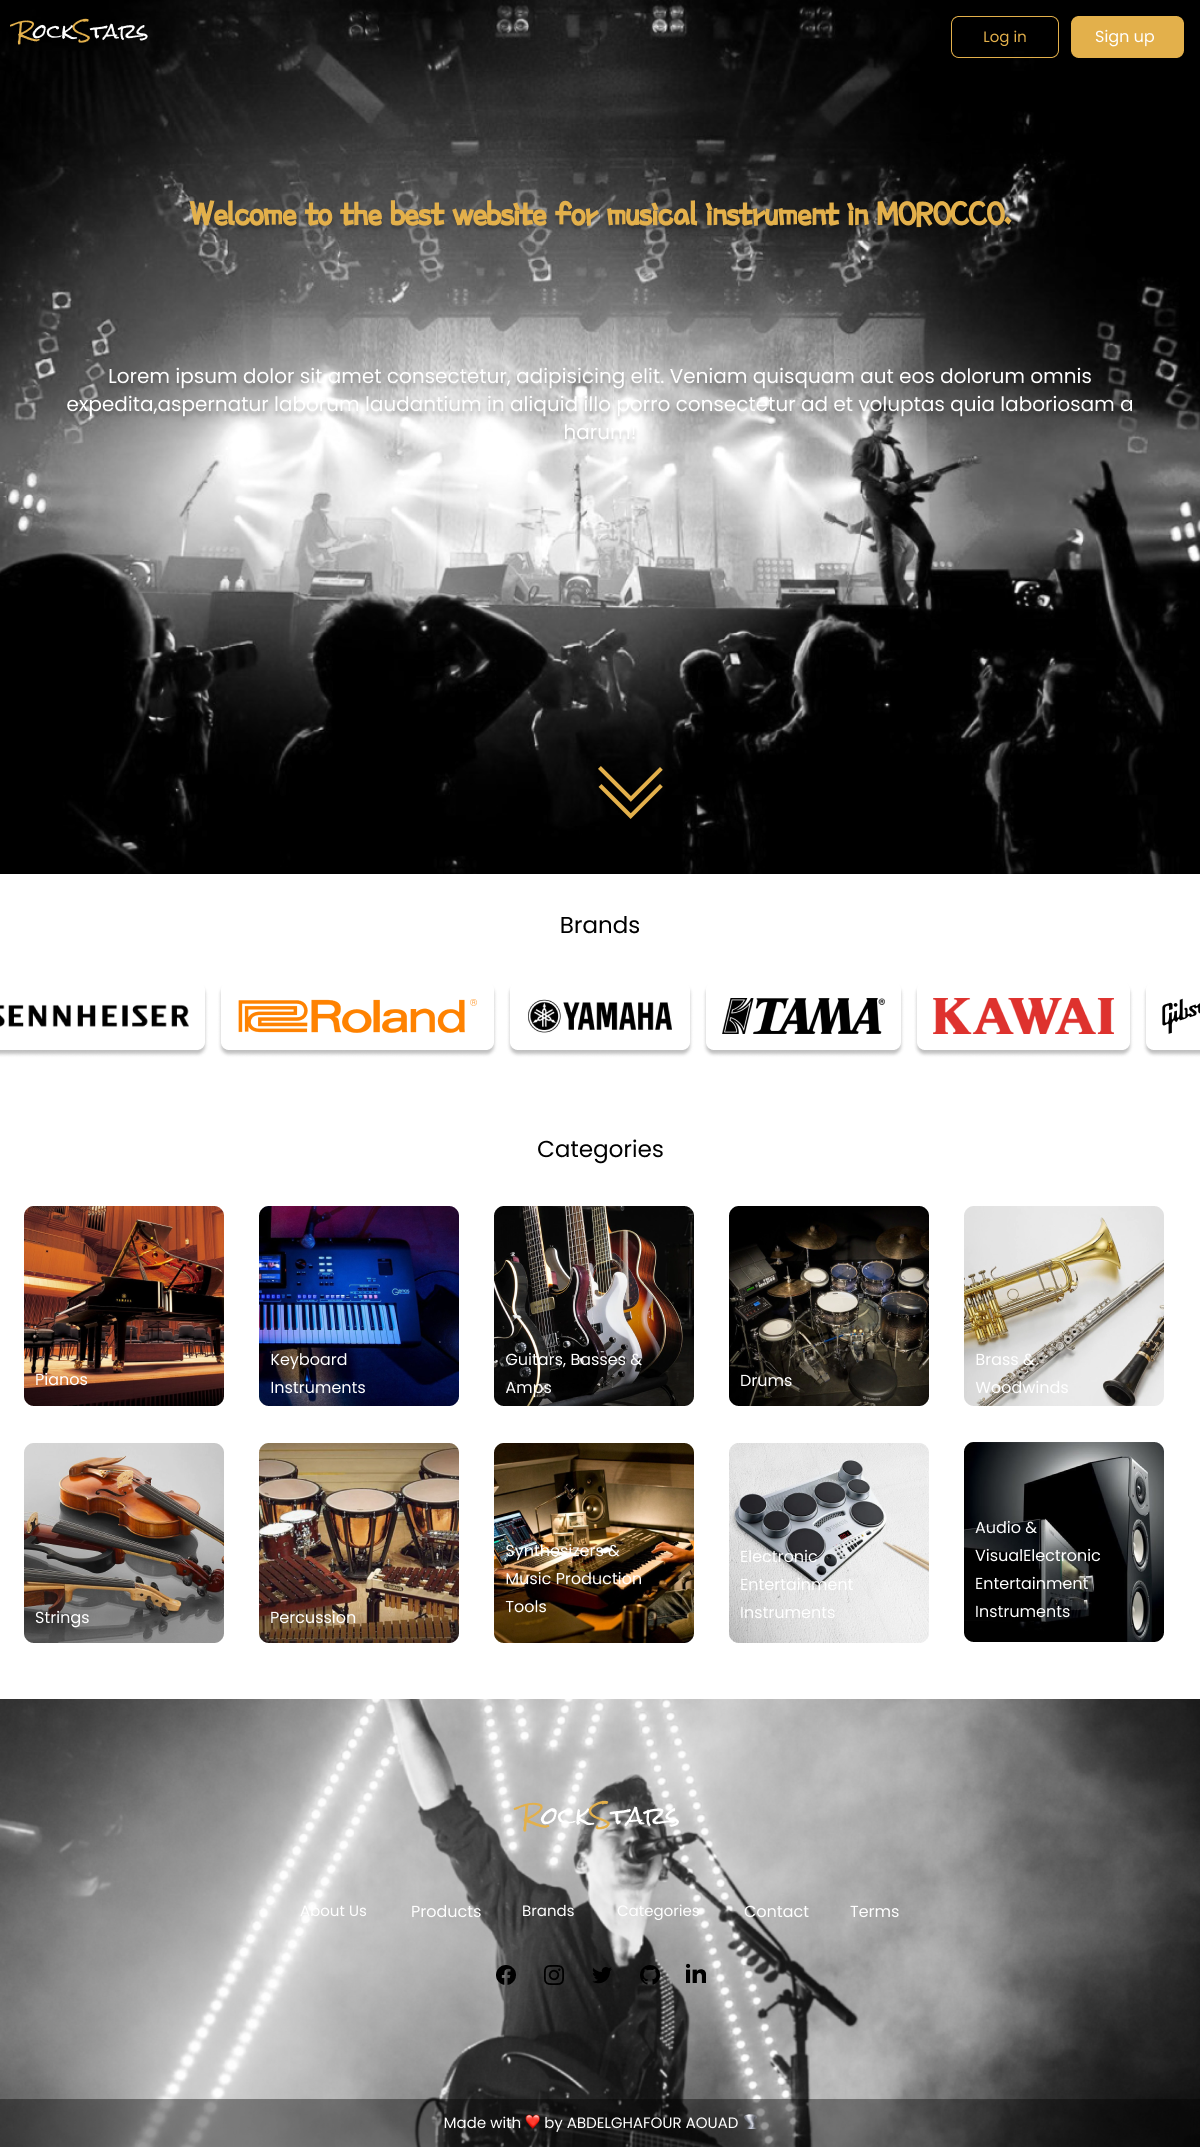 RockStars
Log in
Sign up
Welcome to the best website for musical instrument in MOROCCO.
Lorem ipsum dolor sit amet consectetur, adipisicing elit. Veniam quisquam aut eos dolorum omnis
expedita,aspernatur laborum laudantium in aliquid illo porro consectetur ad et voluptas quia laboriosam a
harum!
Brands
SENNHEISER
Roland®
YAMAHA
TAMA®
KAWAI
Gibs
Categories
Pianos
Keyboard
Instruments
Guitars, Basses &
Amps
Drums
Brass &
Woodwinds
Strings
Percussion
Synthesizers &
Music Production
Tools
Electronic
Entertainment
Instruments
Audio &
VisualElectronic
Entertainment
Instruments
RockStars
About Us
Products
Brands
Categories
Contact
Terms
Made with ❤️ by ABDELGHAFOUR AOUAD